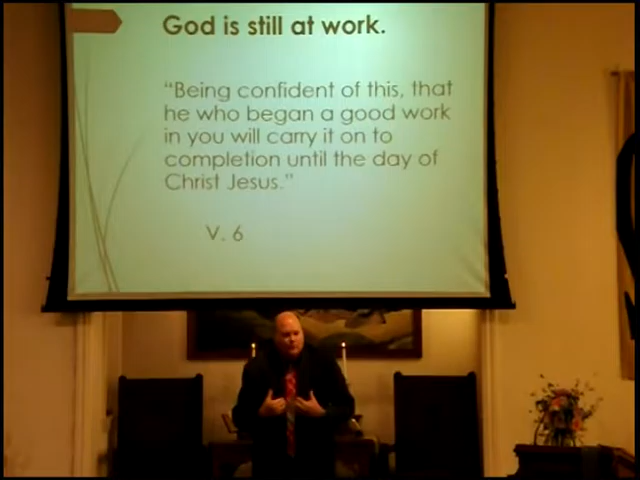 God is still at work.
“Being confident of this, that
he who began a good work
in you will carry it on to
completion until the day of
Christ Jesus.”
V. 6